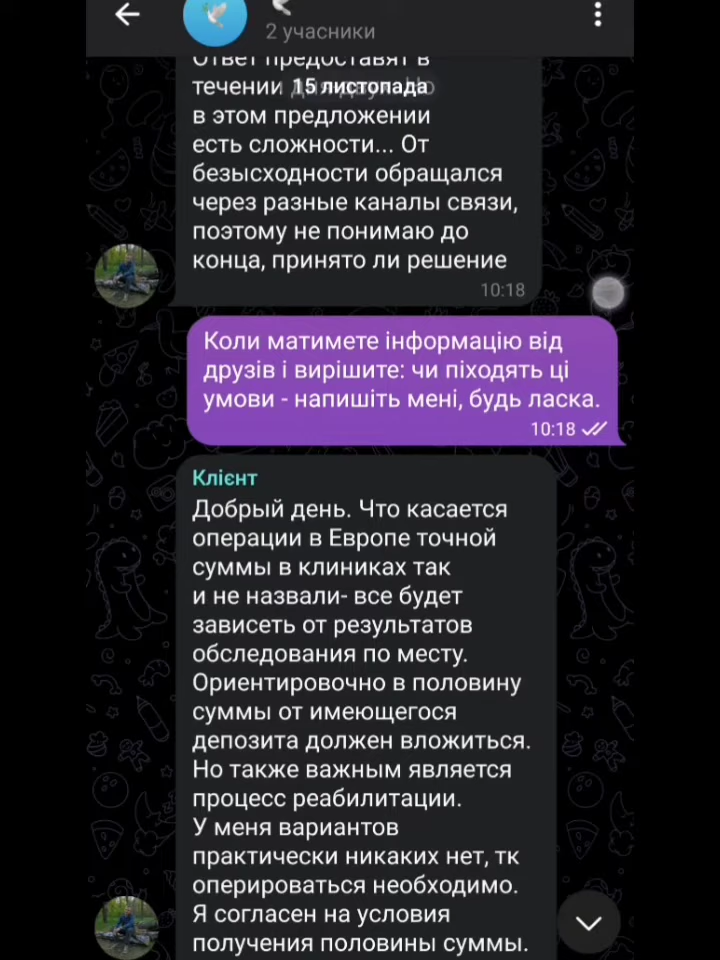 2 учасники
Ответ предоставят в
течении
15 листопада
в этом предложении
есть сложности... От
безысходности обращался
через разные каналы связи,
поэтому не понимаю до
конца, принято ли решение
10:18
Коли матимете інформацію від
друзів і вирішите: чи піходять ці
умови - напишіть мені, будь ласка.
10:18
Клієнт
Добрый день. Что касается
операции в Европе точной
суммы в клиниках так
и не назвали- все будет
зависеть от результатов
обследования по месту.
Ориентировочно в половину
суммы от имеющегося
депозита должен вложиться.
Но также важным является
процесс реабилитации.
У меня вариантов
практически никаких нет, тк
оперироваться необходимо.
Я согласен на условия
получения половины суммы.